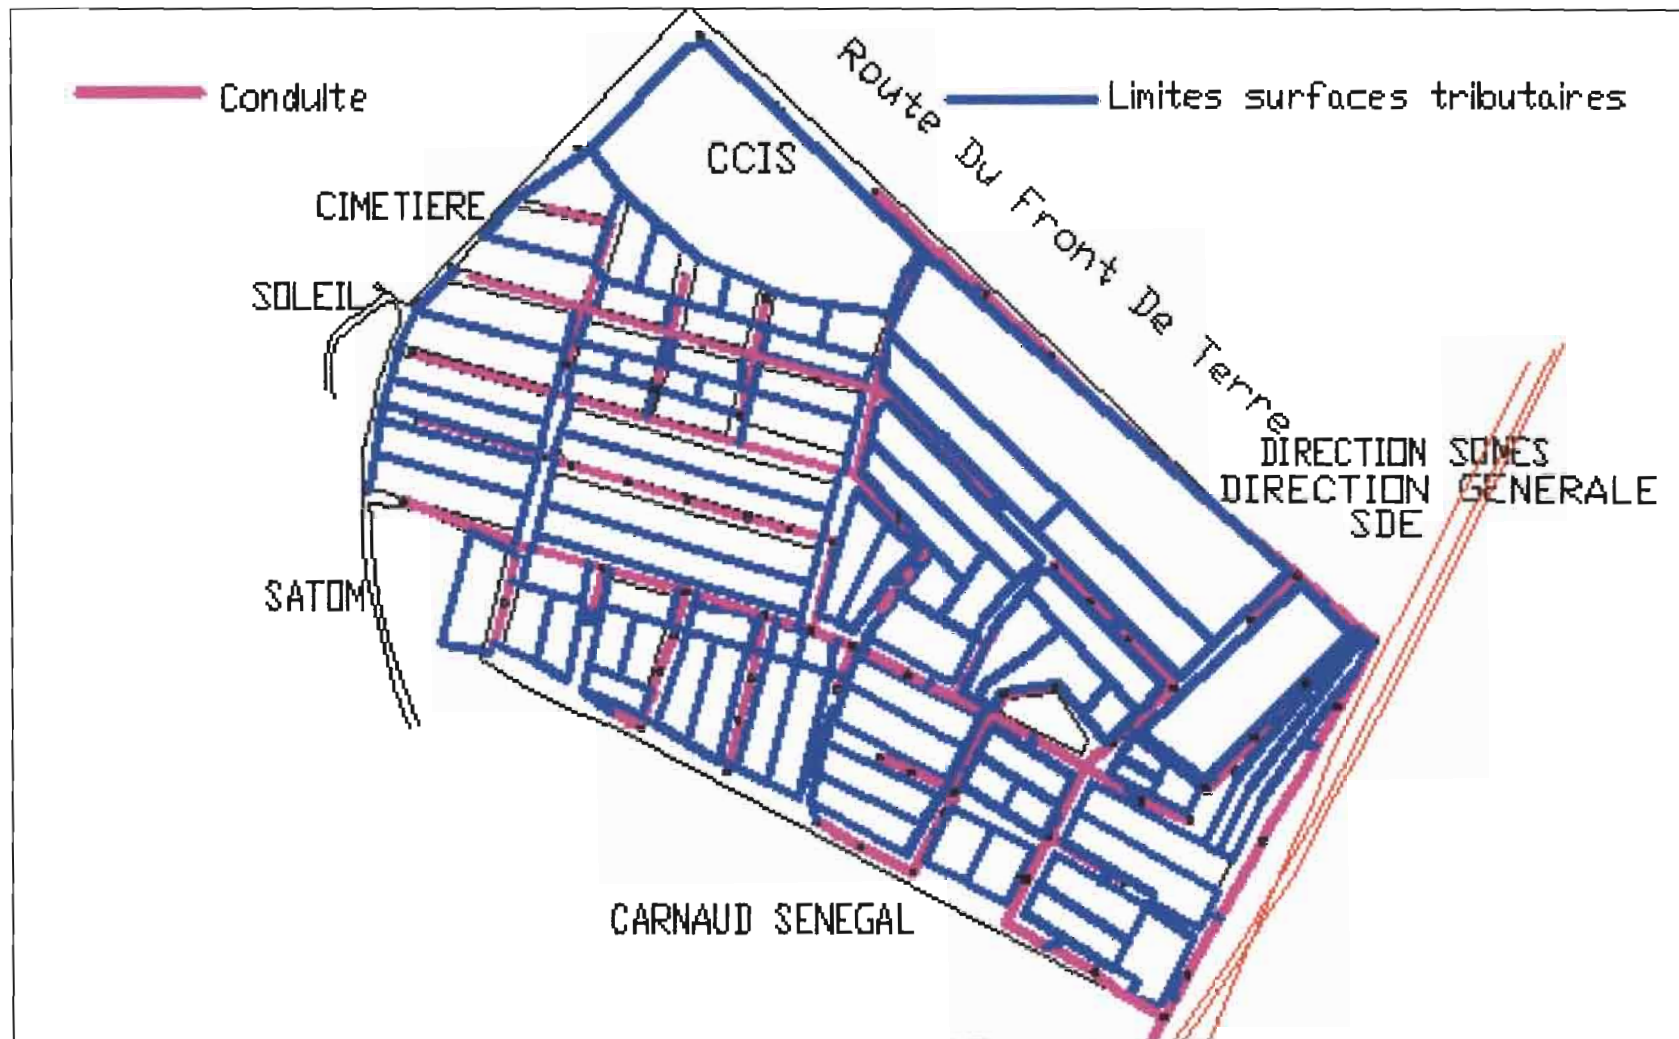 Conduite
Limites surfaces tributaires
Route Du Front De Terre
CCIS
CIMETIERE
SOLEIL
DIRECTION SONES
DIRECTION GENERALE
SDE
SATOM
CARNAUD SENEGAL